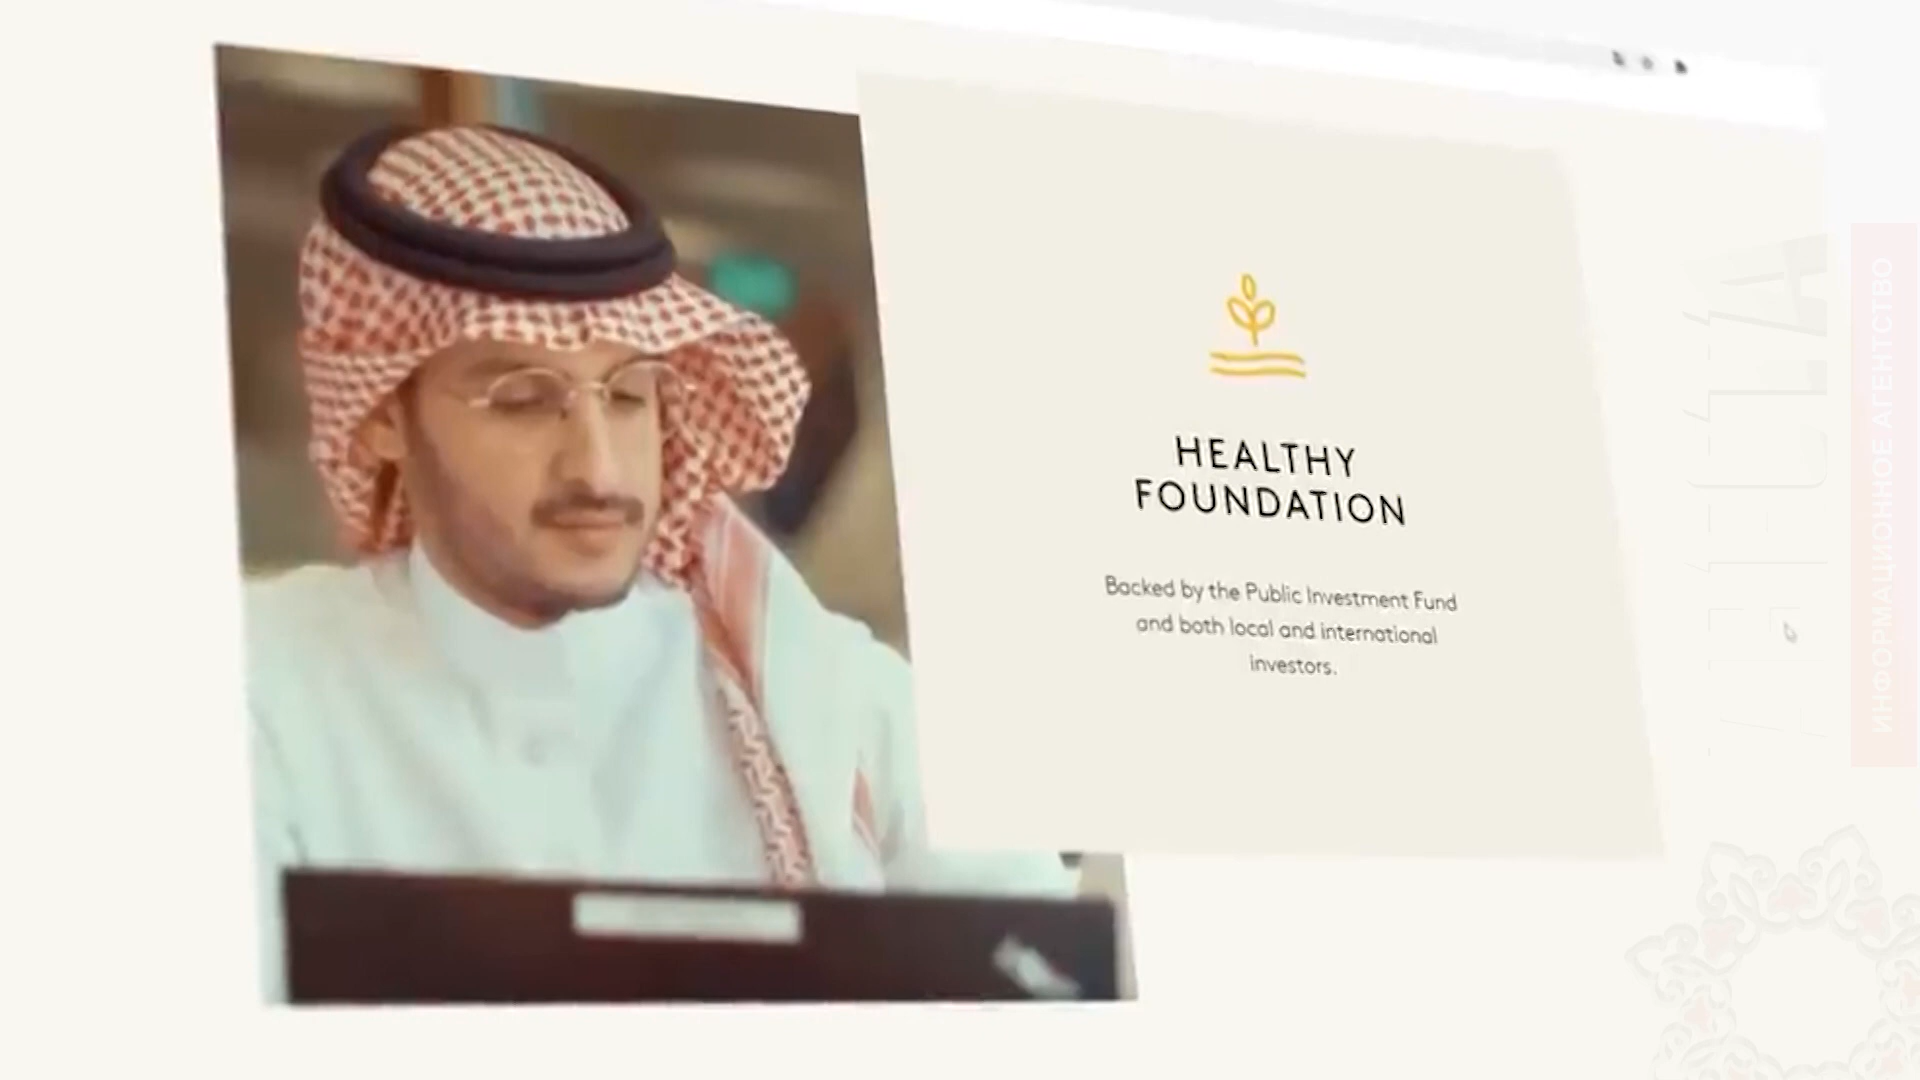 HEALTHY
FOUNDATION
Backed by the Public Investment Fund
and both local and international
investors.
ИНФОРМАЦИОННОЕ АГЕНТСТВО